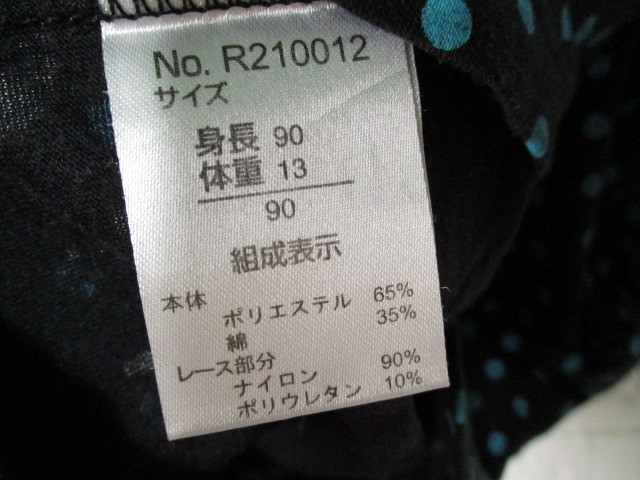 No. R210012
サイズ
身長 90
体重 13
90
組成表示
本体
ポリエステル 65%
綿 35%
レース部分
ナイロン 90%
ポリウレタン 10%